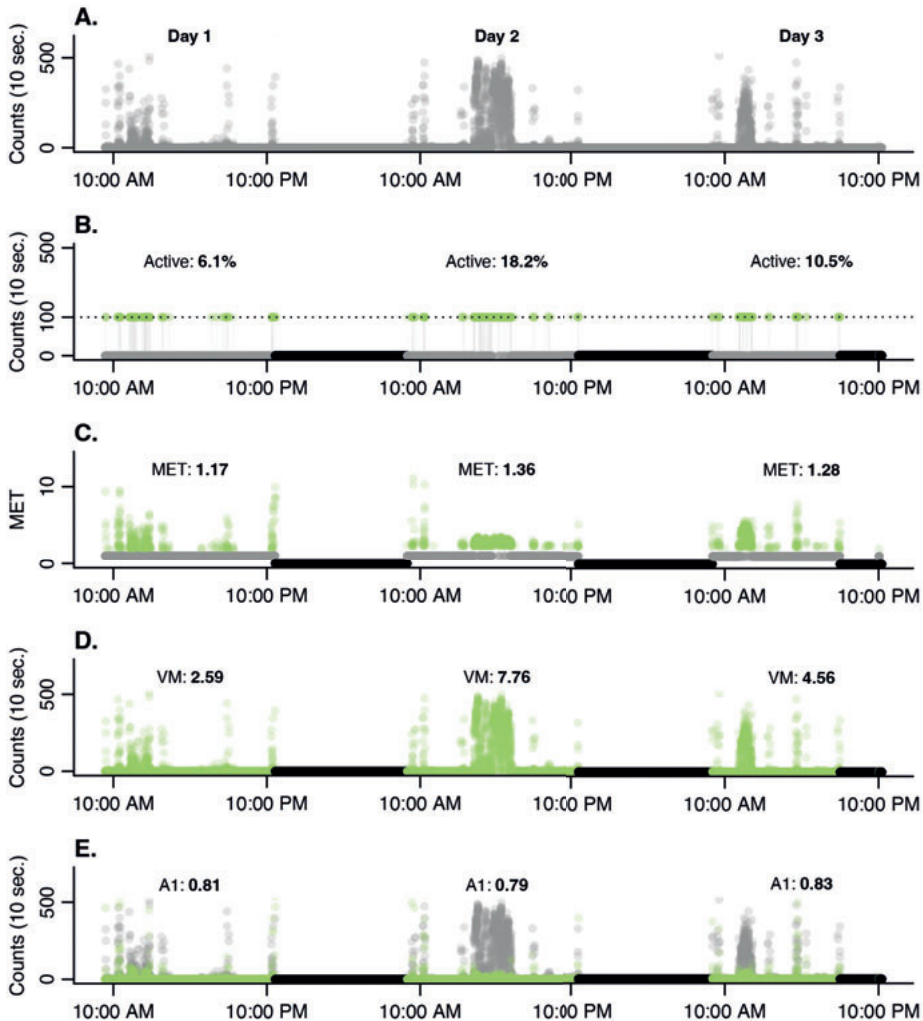 A.
Day 1 Day 2 Day 3
Counts (10 sec.)
500
0
10:00 AM 10:00 PM 10:00 AM 10:00 PM 10:00 AM 10:00 PM
B.
Counts (10 sec.)
500
Active: 6.1% Active: 18.2% Active: 10.5%
100
0
10:00 AM 10:00 PM 10:00 AM 10:00 PM 10:00 AM 10:00 PM
C.
MET
MET: 1.17 MET: 1.36 MET: 1.28
10
0
10:00 AM 10:00 PM 10:00 AM 10:00 PM 10:00 AM 10:00 PM
D.
Counts (10 sec.)
VM: 2.59 VM: 7.76 VM: 4.56
500
0
10:00 AM 10:00 PM 10:00 AM 10:00 PM 10:00 AM 10:00 PM
E.
Counts (10 sec.)
A1: 0.81 A1: 0.79 A1: 0.83
500
0
10:00 AM 10:00 PM 10:00 AM 10:00 PM 10:00 AM 10:00 PM